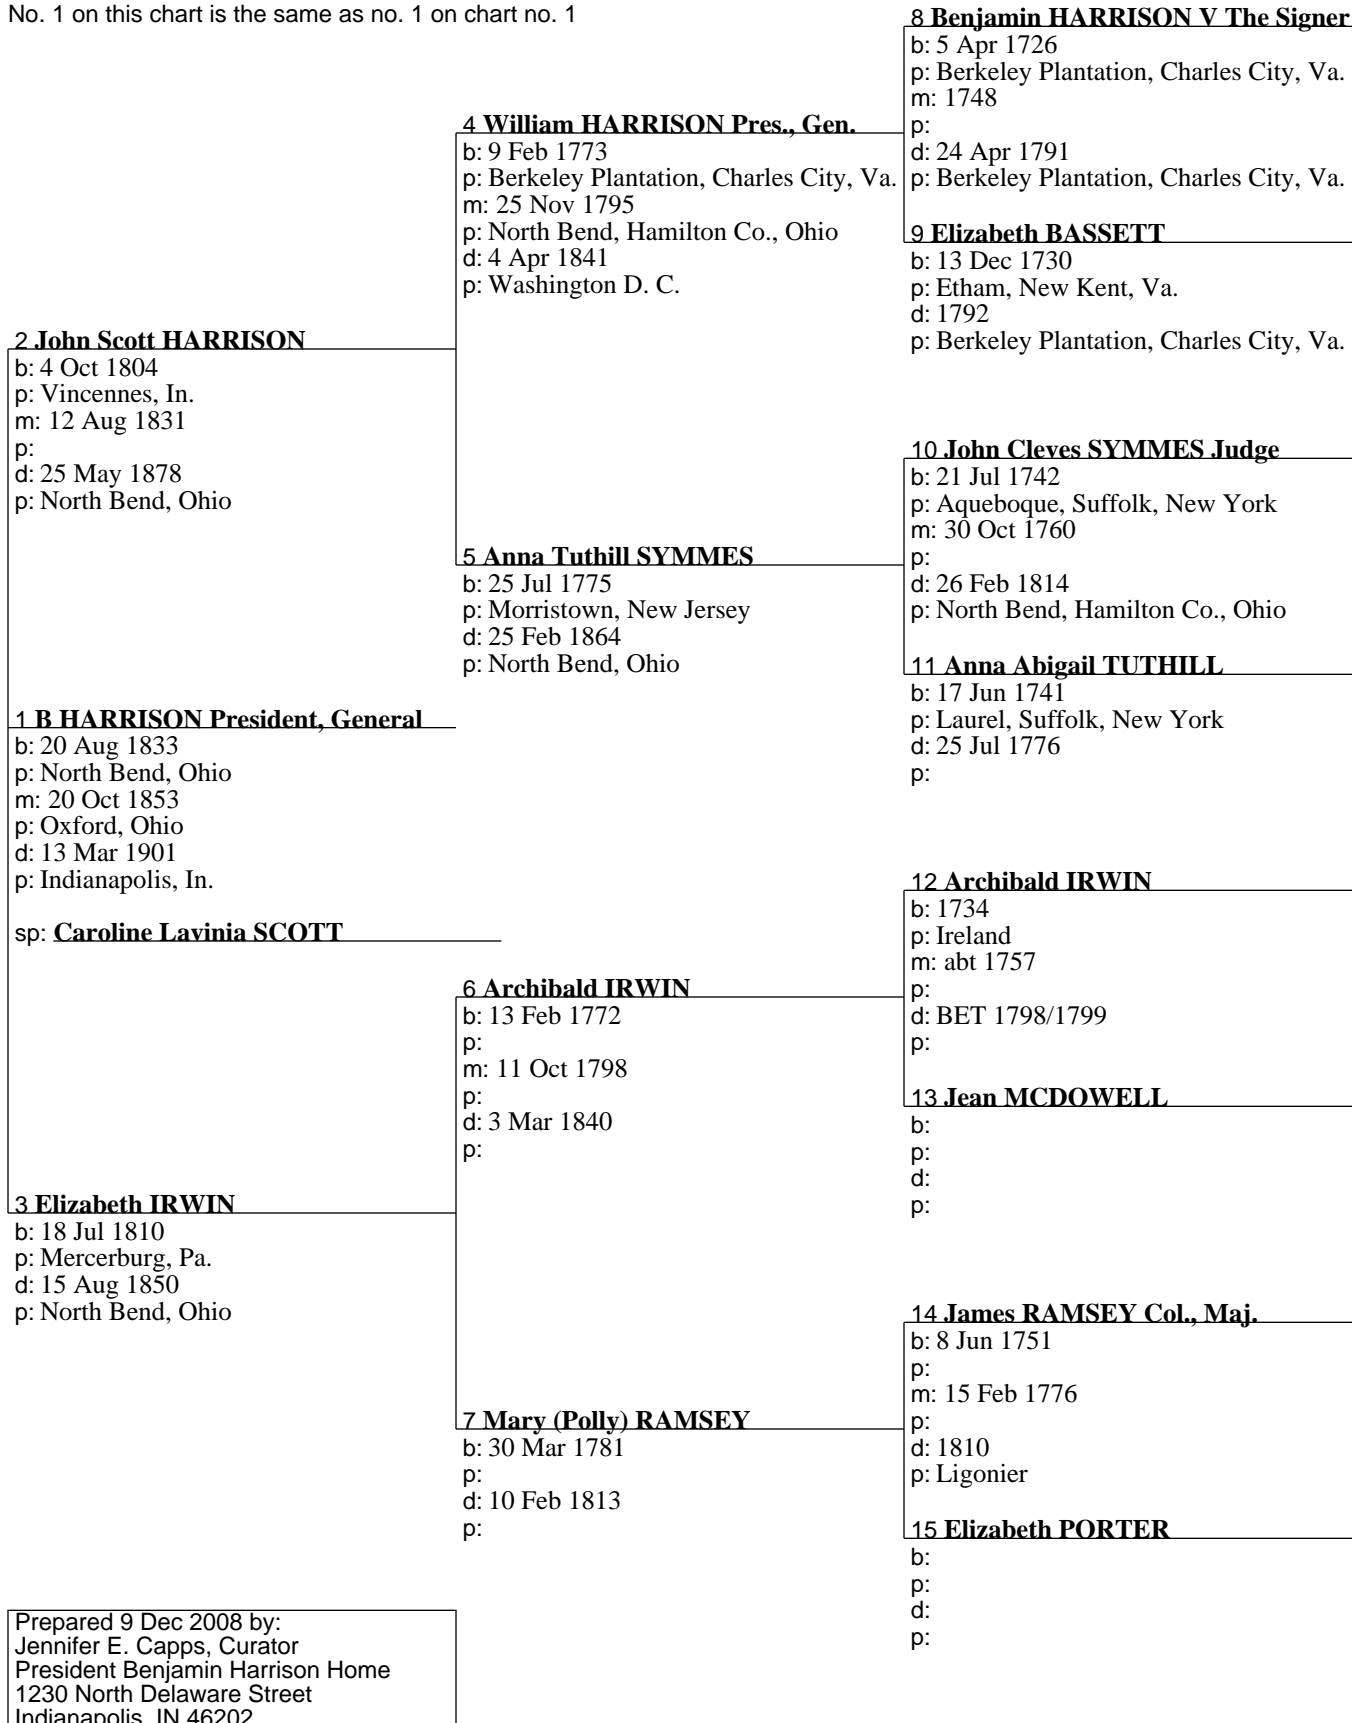 No. 1 on this chart is the same as no. 1 on chart no. 1
8 Benjamin HARRISON V The Signer
b: 5 Apr 1726
p: Berkeley Plantation, Charles City, Va.
m: 1748
p:
d: 24 Apr 1791
p: Berkeley Plantation, Charles City, Va.
4 William HARRISON Pres., Gen.
b: 9 Feb 1773
p: Berkeley Plantation, Charles City, Va.
m: 25 Nov 1795
p: North Bend, Hamilton Co., Ohio
d: 4 Apr 1841
p: Washington D. C.
9 Elizabeth BASSETT
b: 13 Dec 1730
p: Etham, New Kent, Va.
d: 1792
p: Berkeley Plantation, Charles City, Va.
2 John Scott HARRISON
b: 4 Oct 1804
p: Vincennes, In.
m: 12 Aug 1831
p:
d: 25 May 1878
p: North Bend, Ohio
10 John Cleves SYMMES Judge
b: 21 Jul 1742
p: Aqueboque, Suffolk, New York
m: 30 Oct 1760
p:
d: 26 Feb 1814
p: North Bend, Hamilton Co., Ohio
5 Anna Tuthill SYMMES
b: 25 Jul 1775
p: Morristown, New Jersey
d: 25 Feb 1864
p: North Bend, Ohio
11 Anna Abigail TUTHILL
b: 17 Jun 1741
p: Laurel, Suffolk, New York
d: 25 Jul 1776
p:
1 B HARRISON President, General
b: 20 Aug 1833
p: North Bend, Ohio
m: 20 Oct 1853
p: Oxford, Ohio
d: 13 Mar 1901
p: Indianapolis, In.
sp: Caroline Lavinia SCOTT
12 Archibald IRWIN
b: 1734
p: Ireland
m: abt 1757
p:
d: BET 1798/1799
p:
6 Archibald IRWIN
b: 13 Feb 1772
p:
m: 11 Oct 1798
p:
d: 3 Mar 1840
p:
13 Jean MCDOWELL
b:
p:
d:
p:
3 Elizabeth IRWIN
b: 18 Jul 1810
p: Mercerburg, Pa.
d: 15 Aug 1850
p: North Bend, Ohio
14 James RAMSEY Col., Maj.
b: 8 Jun 1751
p:
m: 15 Feb 1776
p:
d: 1810
p: Ligonier
7 Mary (Polly) RAMSEY
b: 30 Mar 1781
p:
d: 10 Feb 1813
p:
15 Elizabeth PORTER
b:
p:
d:
p:
Prepared 9 Dec 2008 by:
Jennifer E. Capps, Curator
President Benjamin Harrison Home
1230 North Delaware Street
Indianapolis, IN 46202